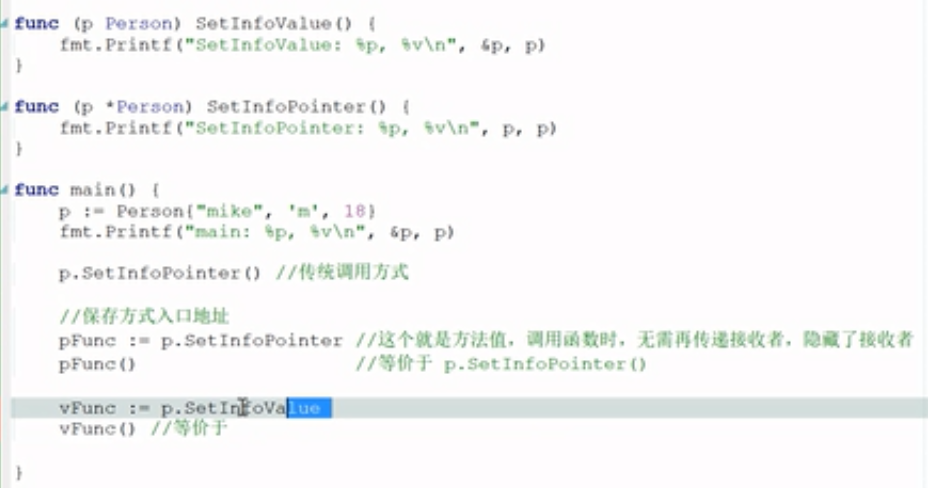 func (p Person) SetInfoValue() {
    fmt.Printf("SetInfoValue: %p, %v\n", &p, p)
}
func (p *Person) SetInfoPointer() {
    fmt.Printf("SetInfoPointer: %p, %v\n", p, p)
}
func main() {
    p := Person{"mike", 'm', 18}
    fmt.Printf("main: %p, %v\n", &p, p)
    p.SetInfoPointer() //传统调用方式
    //保存方式入口地址
    pFunc := p.SetInfoPointer //这个就是方法值，调用函数时，无需再传递接收者，隐藏了接收者
    pFunc()                   //等价于 p.SetInfoPointer()
    vFunc := p.SetInfoValue
    vFunc() //等价于
}